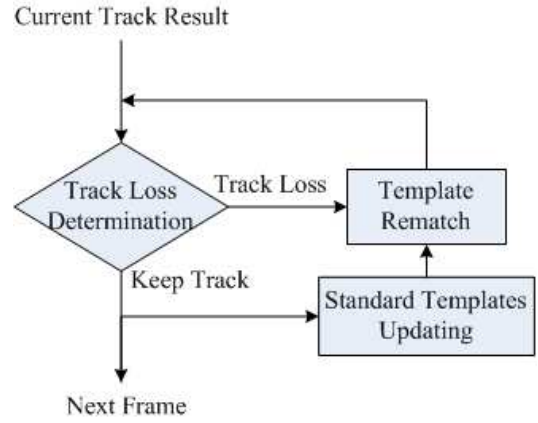 Current Track Result
Track Loss
Determination
Track Loss
Template
Rematch
Keep Track
Standard Templates
Updating
Next Frame